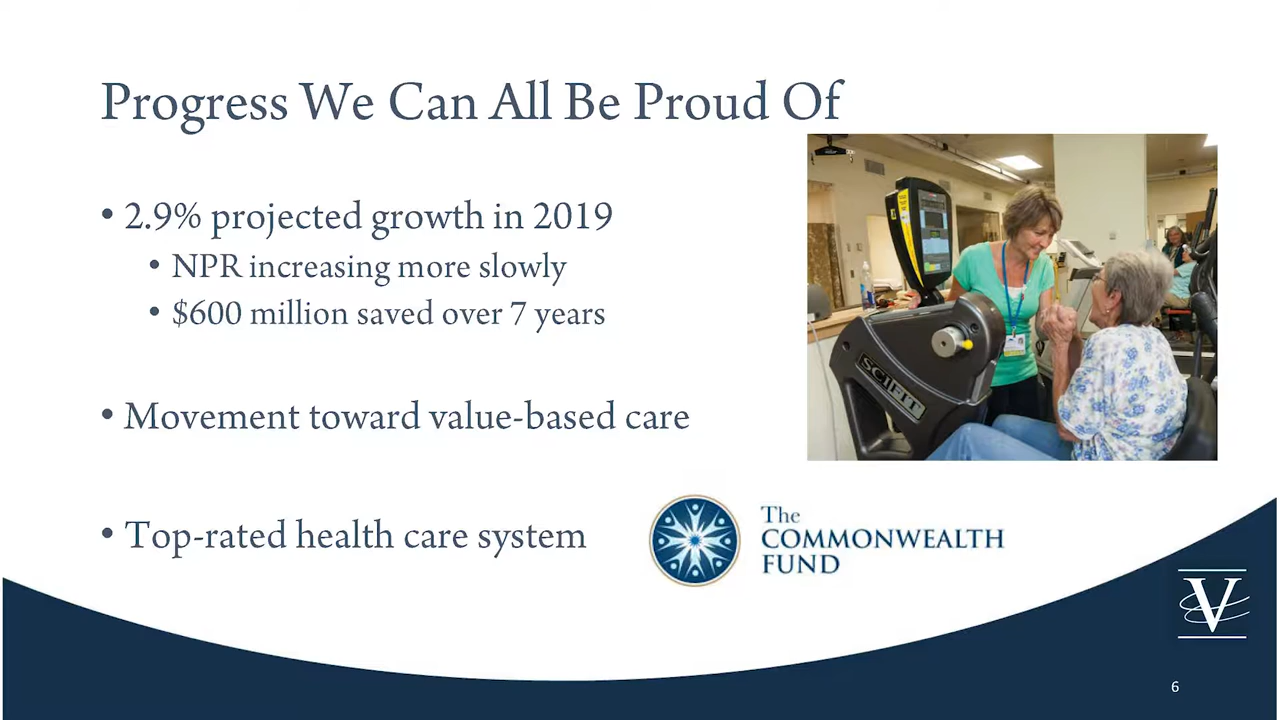 Progress We Can All Be Proud Of
• 2.9% projected growth in 2019
• NPR increasing more slowly
• $600 million saved over 7 years
• Movement toward value-based care
• Top-rated health care system
SCIFIT
The
COMMONWEALTH
FUND
V
6